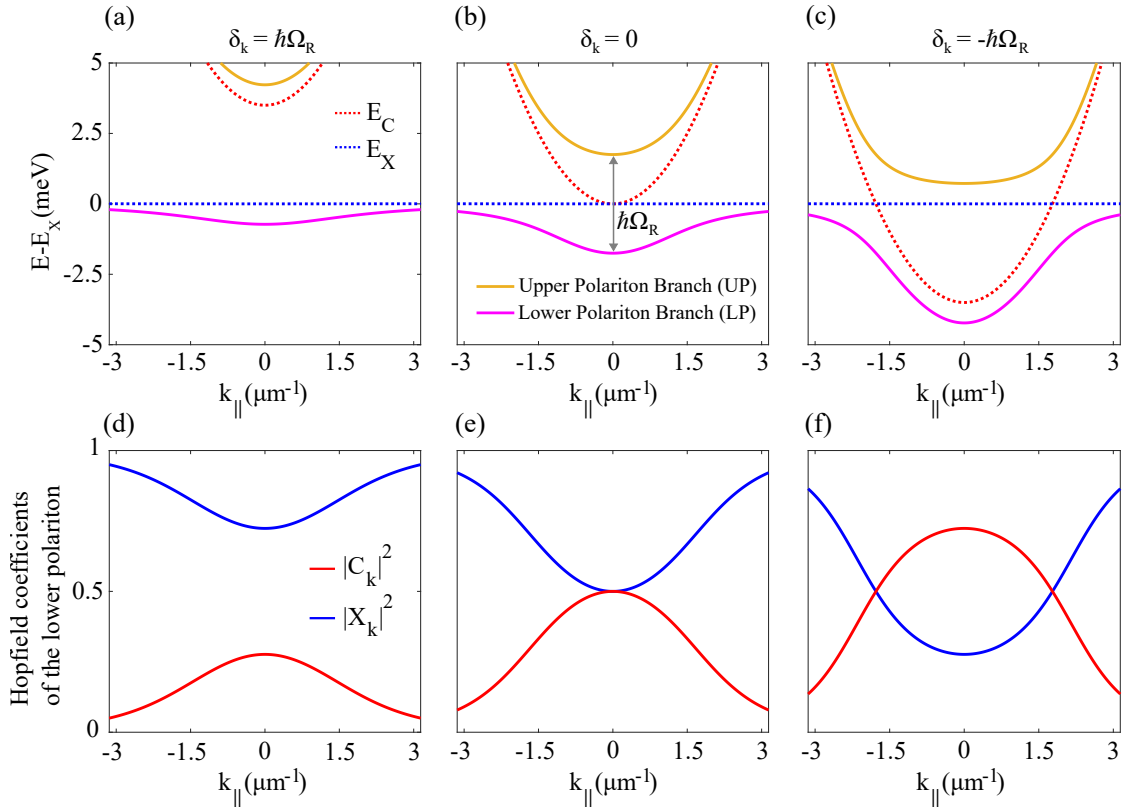 (a)
δk = ℏΩR
(b)
δk = 0
(c)
δk = -ℏΩR
E-EX(meV)
5
2.5
0
-2.5
-5
EC
EX
ℏΩR
Upper Polariton Branch (UP)
Lower Polariton Branch (LP)
-3 -1.5 0 1.5 3
-3 -1.5 0 1.5 3
-3 -1.5 0 1.5 3
k||(μm-1)
k||(μm-1)
k||(μm-1)
(d)
(e)
(f)
Hopfield coefficients
of the lower polariton
1
0.5
0
|Ck|2
|Xk|2
-3 -1.5 0 1.5 3
-3 -1.5 0 1.5 3
-3 -1.5 0 1.5 3
k||(μm-1)
k||(μm-1)
k||(μm-1)